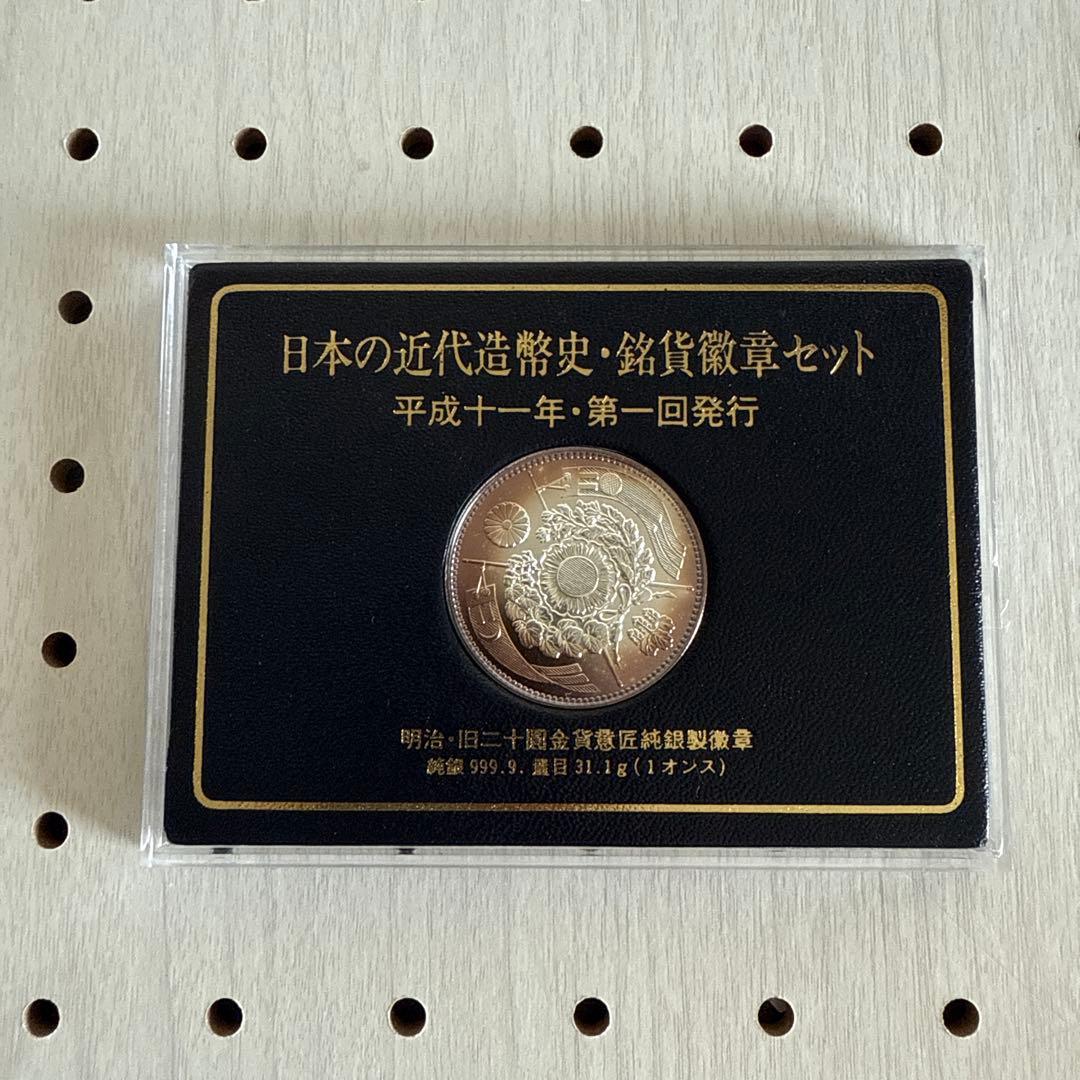 日本の近代造幣史・銘貨徽章セット
平成十一年・第一回発行
明治・旧二十圓金貨意匠純銀製徽章
純銀999.9. 量目31.1g(1オンス)